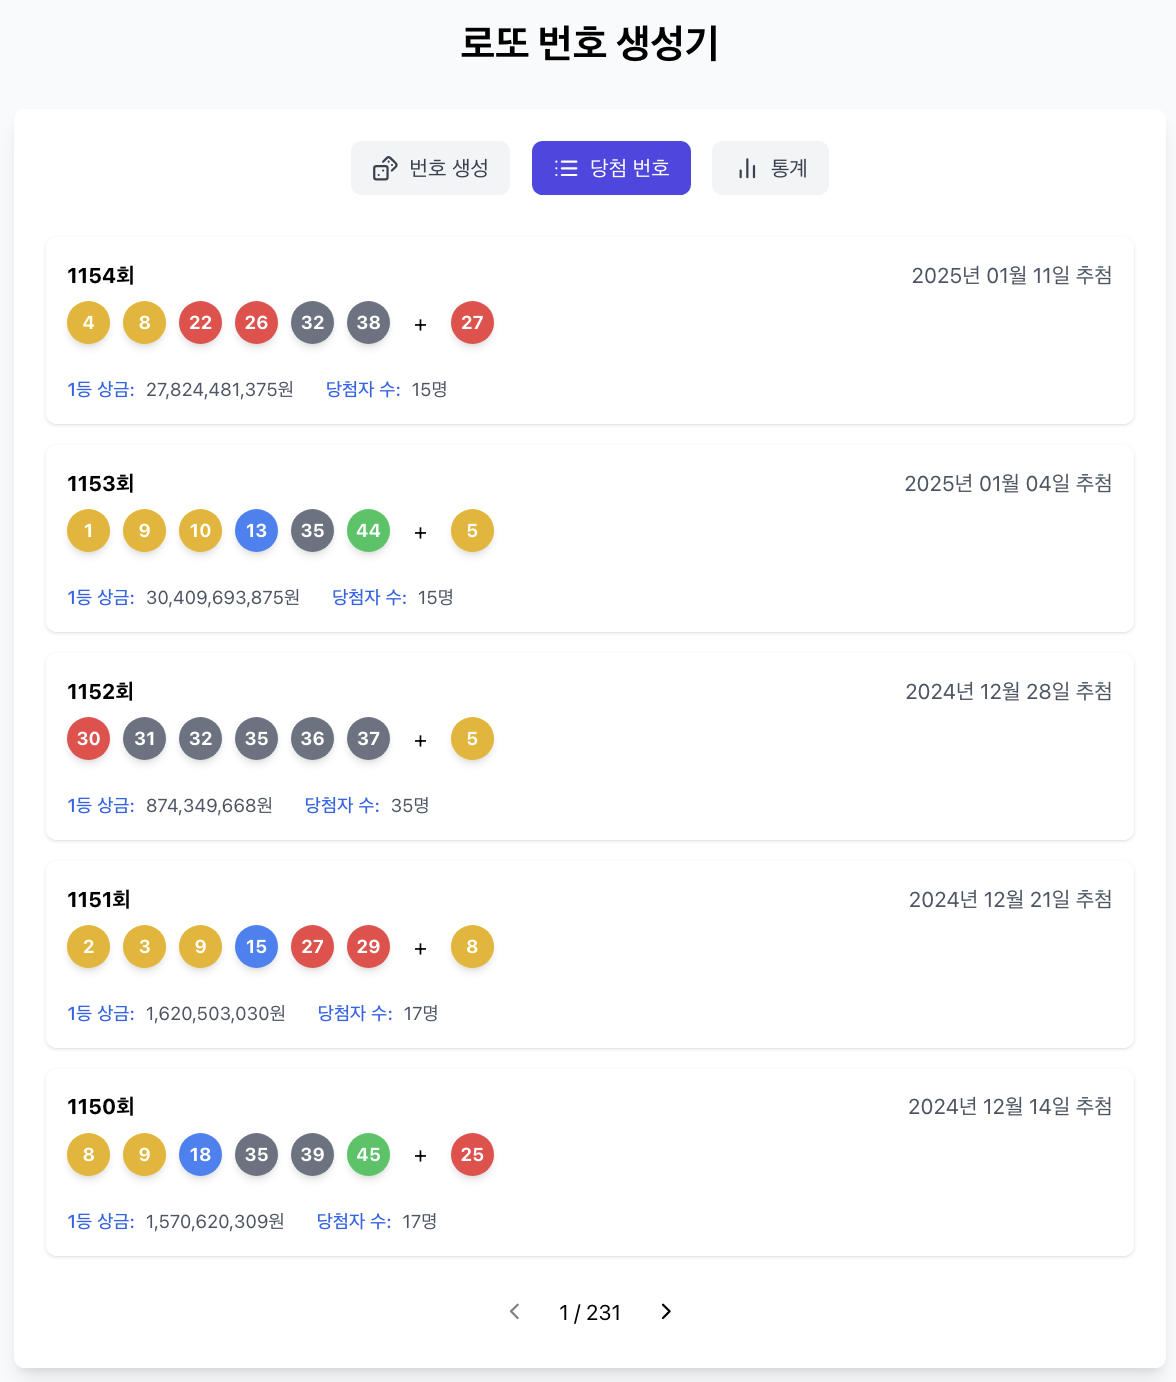 로또 번호 생성기
번호 생성 당첨 번호 통계
1154회 2025년 01월 11일 추첨
4 8 22 26 32 38 + 27
1등 상금: 27,824,481,375원 당첨자 수: 15명
1153회 2025년 01월 04일 추첨
1 9 10 13 35 44 + 5
1등 상금: 30,409,693,875원 당첨자 수: 15명
1152회 2024년 12월 28일 추첨
30 31 32 35 36 37 + 5
1등 상금: 874,349,668원 당첨자 수: 35명
1151회 2024년 12월 21일 추첨
2 3 9 15 27 29 + 8
1등 상금: 1,620,503,030원 당첨자 수: 17명
1150회 2024년 12월 14일 추첨
8 9 18 35 39 45 + 25
1등 상금: 1,570,620,309원 당첨자 수: 17명
1 / 231